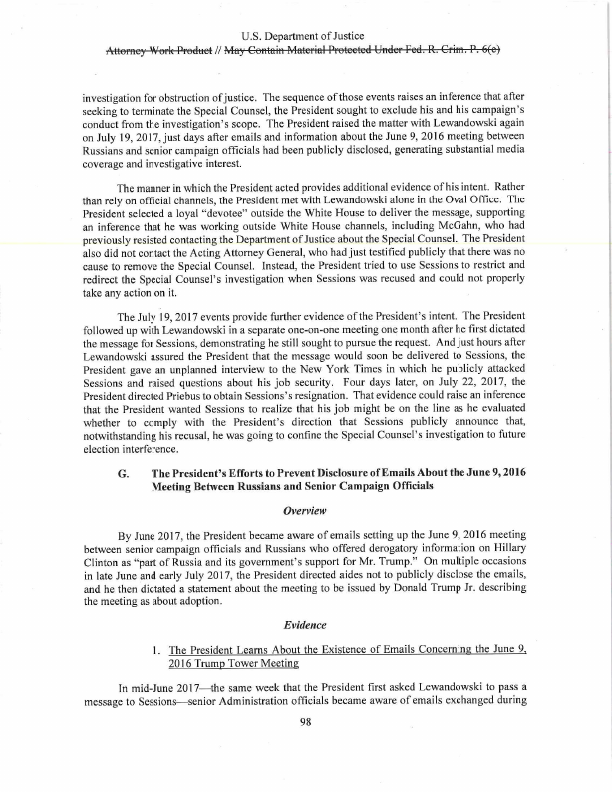 U.S. Department of Justice
Attorney Work Product // May Contain Material Protected Under Fed. R. Crim. P. 6(e)
investigation for obstruction of justice. The sequence of those events raises an inference that after
seeking to terminate the Special Counsel, the President sought to exclude his and his campaign's
conduct from the investigation's scope. The President raised the matter with Lewandowski again
on July 19, 2017, just days after emails and information about the June 9, 2016 meeting between
Russians and senior campaign officials had been publicly disclosed, generating substantial media
coverage and investigative interest.
The manner in which the President acted provides additional evidence of his intent. Rather
than rely on official channels, the President met with Lewandowski alone in the Oval Office. The
President selected a loyal "devotee" outside the White House to deliver the message, supporting
an inference that he was working outside White House channels, including McGahn, who had
previously resisted contacting the Department of Justice about the Special Counsel. The President
also did not contact the Acting Attorney General, who had just testified publicly that there was no
cause to remove the Special Counsel. Instead, the President tried to use Sessions to restrict and
redirect the Special Counsel's investigation when Sessions was recused and could not properly
take any action on it.
The July 19, 2017 events provide further evidence of the President's intent. The President
followed up with Lewandowski in a separate one-on-one meeting one month after he first dictated
the message for Sessions, demonstrating he still sought to pursue the request. And just hours after
Lewandowski assured the President that the message would soon be delivered to Sessions, the
President gave an unplanned interview to the New York Times in which he publicly attacked
Sessions and raised questions about his job security. Four days later, on July 22, 2017, the
President directed Priebus to obtain Sessions's resignation. That evidence could raise an inference
that the President wanted Sessions to realize that his job might be on the line as he evaluated
whether to comply with the President's direction that Sessions publicly announce that,
notwithstanding his recusal, he was going to confine the Special Counsel's investigation to future
election interference.
G. The President's Efforts to Prevent Disclosure of Emails About the June 9, 2016
Meeting Between Russians and Senior Campaign Officials
Overview
By June 2017, the President became aware of emails setting up the June 9, 2016 meeting
between senior campaign officials and Russians who offered derogatory information on Hillary
Clinton as "part of Russia and its government's support for Mr. Trump." On multiple occasions
in late June and early July 2017, the President directed aides not to publicly disclose the emails,
and he then dictated a statement about the meeting to be issued by Donald Trump Jr. describing
the meeting as about adoption.
Evidence
1. The President Learns About the Existence of Emails Concerning the June 9,
2016 Trump Tower Meeting
In mid-June 2017—the same week that the President first asked Lewandowski to pass a
message to Sessions—senior Administration officials became aware of emails exchanged during
98